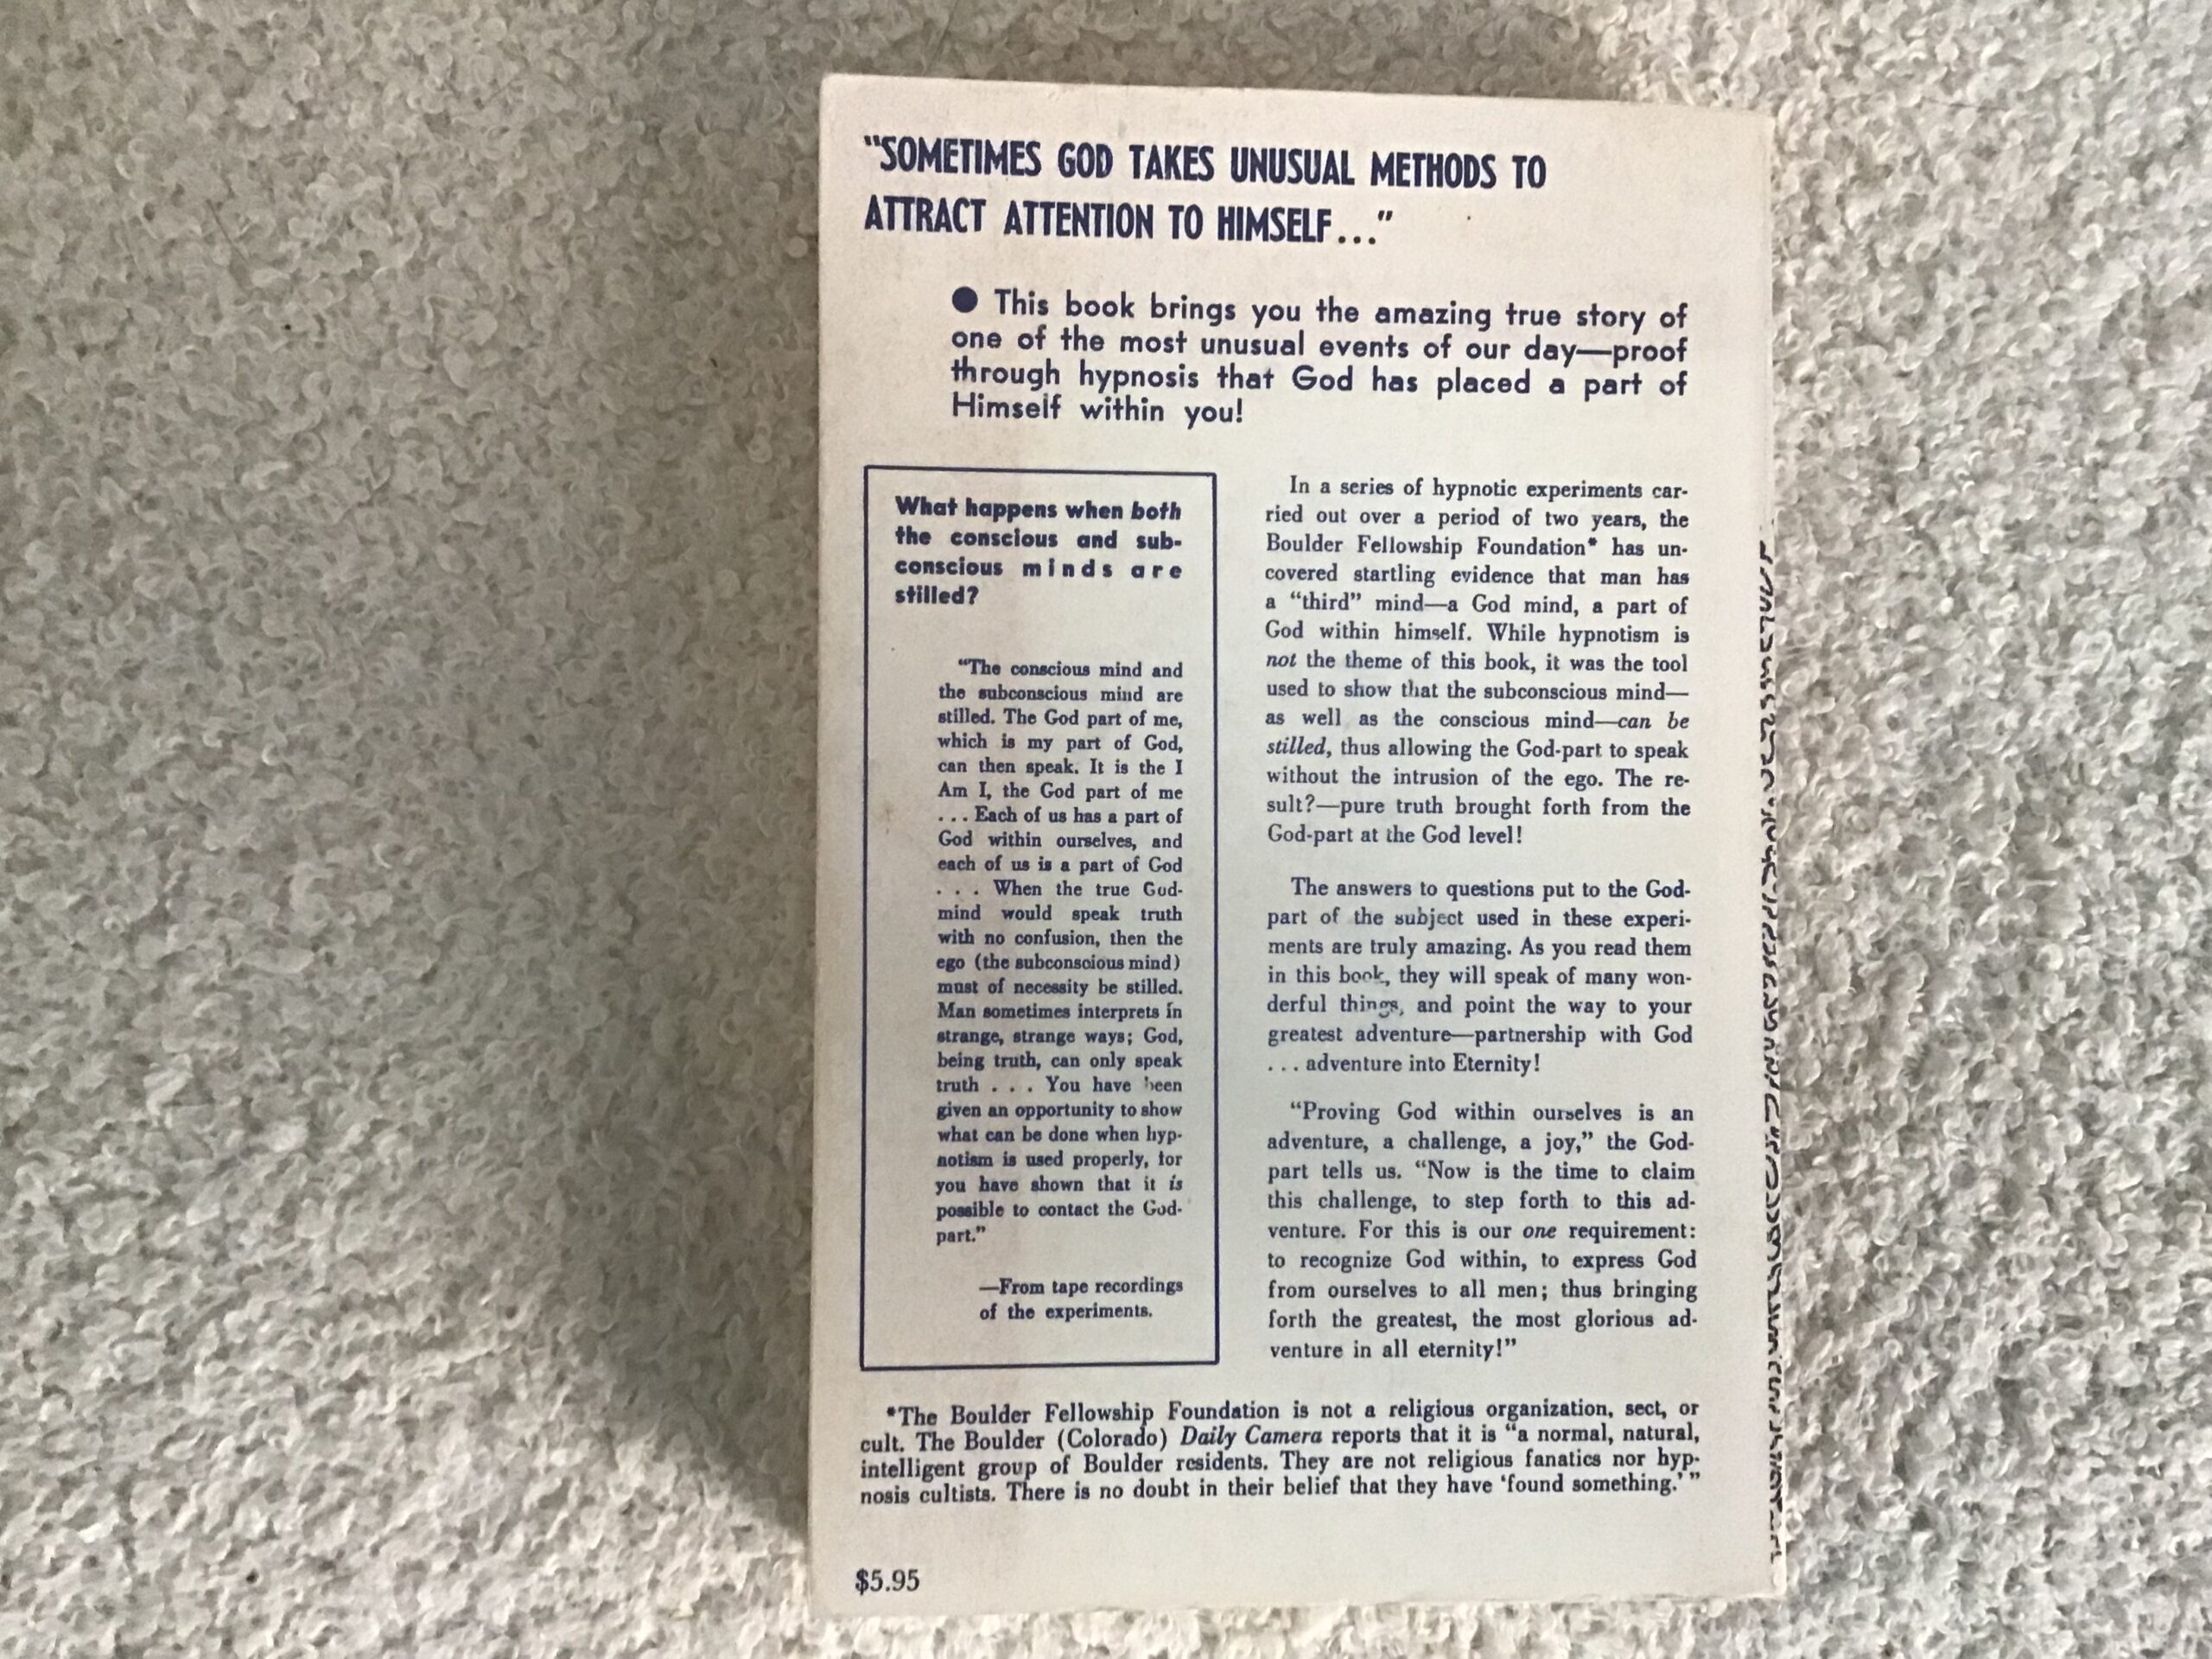 "SOMETIMES GOD TAKES UNUSUAL METHODS TO
ATTRACT ATTENTION TO HIMSELF..."
● This book brings you the amazing true story of
one of the most unusual events of our day—proof
through hypnosis that God has placed a part of
Himself within you!
What happens when both
the conscious and sub-
conscious minds are
stilled?
"The conscious mind and
the subconscious mind are
stilled. The God part of me,
which is my part of God,
can then speak. It is the I
Am I, the God part of me
... Each of us has a part of
God within ourselves, and
each of us is a part of God
. . . When the true God-
mind would speak truth
with no confusion, then the
ego (the subconscious mind)
must of necessity be stilled.
Man sometimes interprets in
strange, strange ways; God,
being truth, can only speak
truth . . . You have been
given an opportunity to show
what can be done when hyp-
notism is used properly, for
you have shown that it is
possible to contact the God-
part."
—From tape recordings
of the experiments.
In a series of hypnotic experiments car-
ried out over a period of two years, the
Boulder Fellowship Foundation* has un-
covered startling evidence that man has
a "third" mind—a God mind, a part of
God within himself. While hypnotism is
not the theme of this book, it was the tool
used to show that the subconscious mind—
as well as the conscious mind—can be
stilled, thus allowing the God-part to speak
without the intrusion of the ego. The re-
sult?—pure truth brought forth from the
God-part at the God level!
The answers to questions put to the God-
part of the subject used in these experi-
ments are truly amazing. As you read them
in this book, they will speak of many won-
derful things, and point the way to your
greatest adventure—partnership with God
... adventure into Eternity!
"Proving God within ourselves is an
adventure, a challenge, a joy," the God-
part tells us. "Now is the time to claim
this challenge, to step forth to this ad-
venture. For this is our one requirement:
to recognize God within, to express God
from ourselves to all men; thus bringing
forth the greatest, the most glorious ad-
venture in all eternity!"
*The Boulder Fellowship Foundation is not a religious organization, sect, or
cult. The Boulder (Colorado) Daily Camera reports that it is "a normal, natural,
intelligent group of Boulder residents. They are not religious fanatics nor hyp-
nosis cultists. There is no doubt in their belief that they have 'found something.'"
$5.95